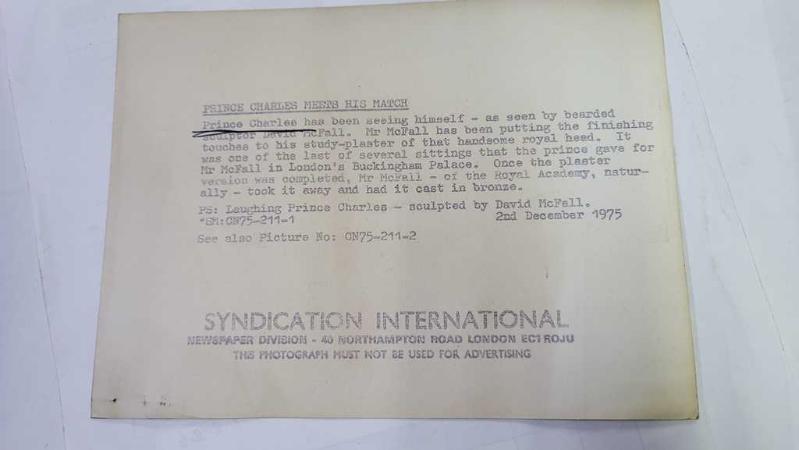 PRINCE CHARLES MEETS HIS MATCH
Prince Charles has been seeing himself - as seen by bearded
sculptor David McFall. Mr McFall has been putting the finishing
touches to his study-plaster of that handsome royal head. It
was one of the last of several sittings that the prince gave for
Mr McFall in London's Buckingham Palace. Once the plaster
version was completed, Mr McFall - of the Royal Academy, natur-
ally - took it away and had it cast in bronze.
PS: Laughing Prince Charles - sculpted by David McFall.
*SM:CN75-211-1 2nd December 1975
See also Picture No: CN75-211-2
SYNDICATION INTERNATIONAL
NEWSPAPER DIVISION - 40 NORTHAMPTON ROAD LONDON EC1 ROJU
THIS PHOTOGRAPH MUST NOT BE USED FOR ADVERTISING